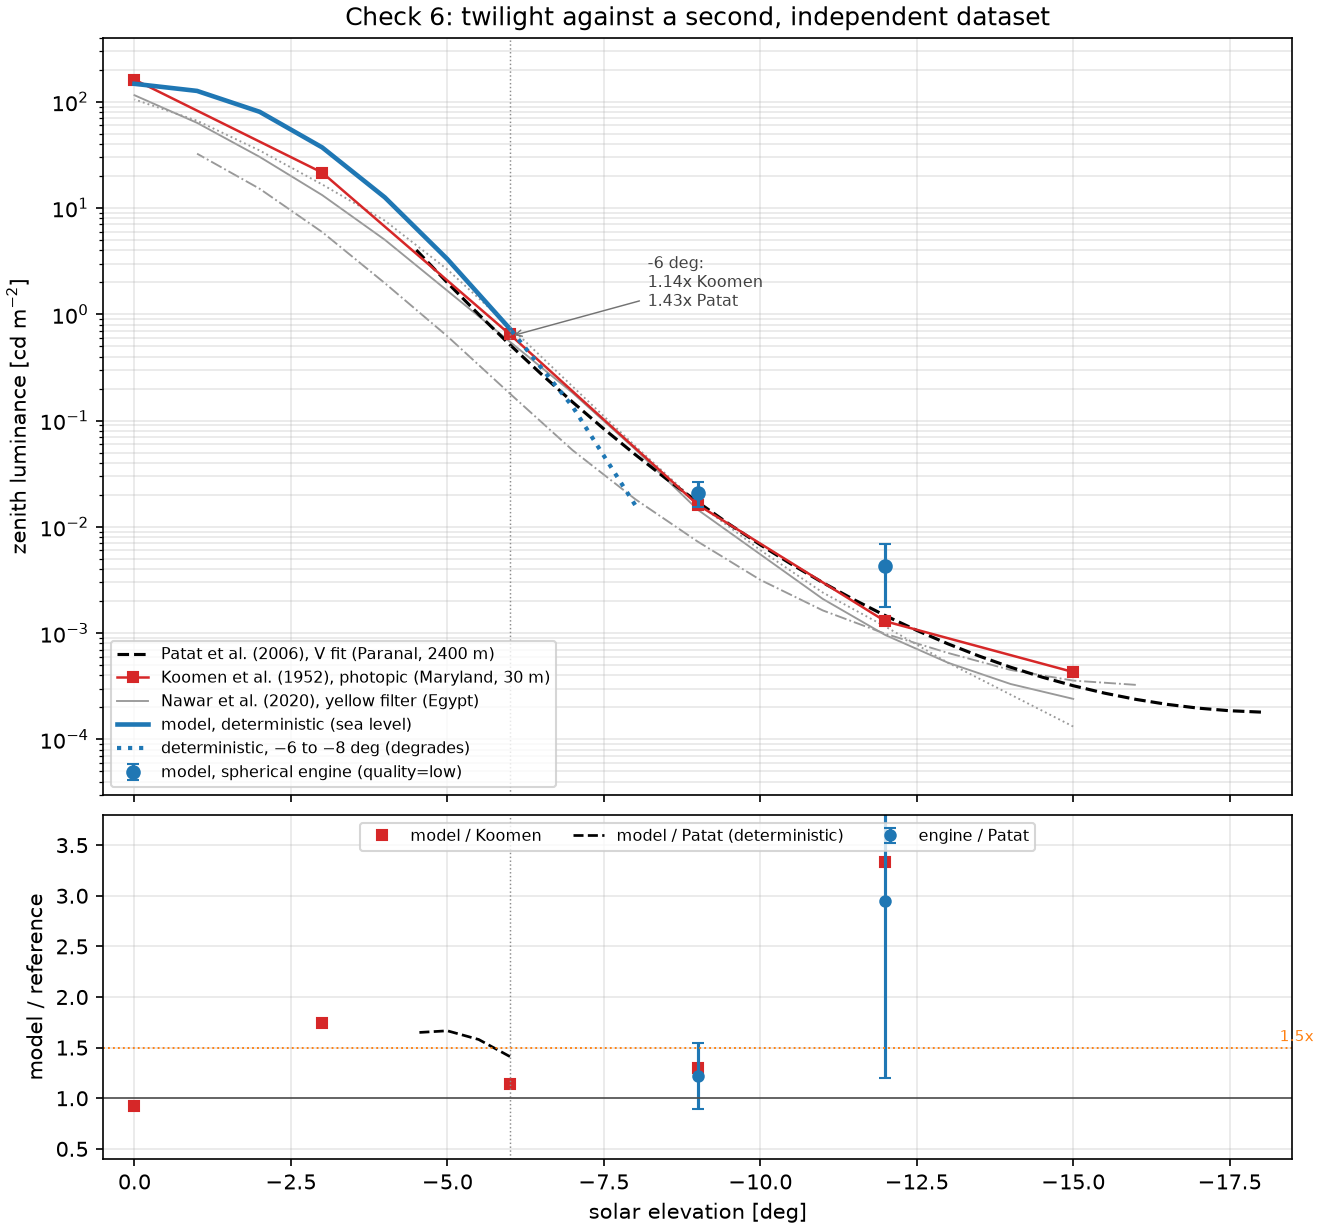 Check 6: twilight against a second, independent dataset
zenith luminance [cd m⁻²]
10²
10¹
10⁰
10⁻¹
10⁻²
10⁻³
10⁻⁴
-6 deg:
1.14x Koomen
1.43x Patat
Patat et al. (2006), V fit (Paranal, 2400 m)
Koomen et al. (1952), photopic (Maryland, 30 m)
Nawar et al. (2020), yellow filter (Egypt)
model, deterministic (sea level)
deterministic, −6 to −8 deg (degrades)
model, spherical engine (quality=low)
model / reference
3.5
3.0
2.5
2.0
1.5
1.0
0.5
model / Koomen
model / Patat (deterministic)
engine / Patat
1.5x
0.0
−2.5
−5.0
−7.5
−10.0
−12.5
−15.0
−17.5
solar elevation [deg]